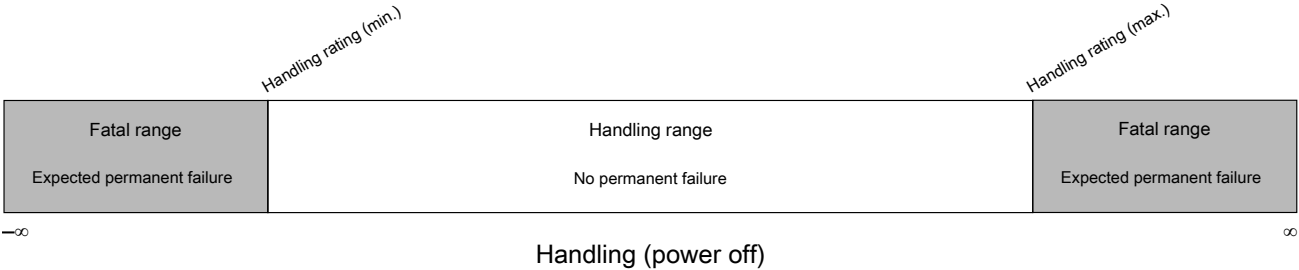 Handling rating (min.)
Handling rating (max.)
Fatal range
Expected permanent failure
Handling range
No permanent failure
Fatal range
Expected permanent failure
–∞
∞
Handling (power off)